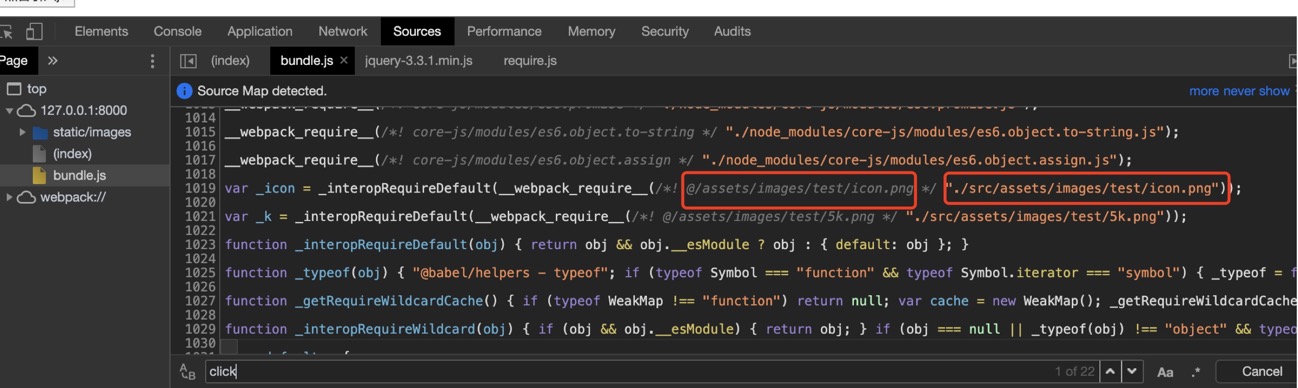 Elements Console Application Network Sources Performance Memory Security Audits
Page » (index) bundle.js × jquery-3.3.1.min.js require.js
top
127.0.0.1:8000
static/images
(index)
bundle.js
webpack://
Source Map detected. more never show
1014
1015 __webpack_require__(/*! core-js/modules/es6.object.to-string */ "./node_modules/core-js/modules/es6.object.to-string.js");
1016
1017 __webpack_require__(/*! core-js/modules/es6.object.assign */ "./node_modules/core-js/modules/es6.object.assign.js");
1018
1019 var _icon = _interopRequireDefault(__webpack_require__(/*! @/assets/images/test/icon.png */ "./src/assets/images/test/icon.png"));
1020
1021 var _k = _interopRequireDefault(__webpack_require__(/*! @/assets/images/test/5k.png */ "./src/assets/images/test/5k.png"));
1022
1023 function _interopRequireDefault(obj) { return obj && obj.__esModule ? obj : { default: obj }; }
1024
1025 function _typeof(obj) { "@babel/helpers - typeof"; if (typeof Symbol === "function" && typeof Symbol.iterator === "symbol") { _typeof = f
1026
1027 function _getRequireWildcardCache() { if (typeof WeakMap !== "function") return null; var cache = new WeakMap(); _getRequireWildcardCache
1028
1029 function _interopRequireWildcard(obj) { if (obj && obj.__esModule) { return obj; } if (obj === null || _typeof(obj) !== "object" && typeo
1030
click 1 of 22 Aa .* Cancel